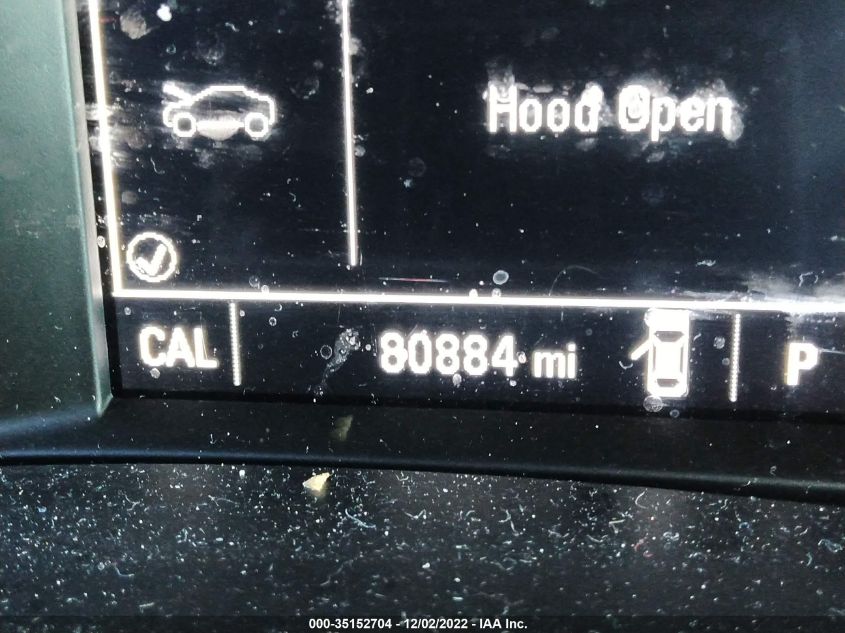 Hood Open
CAL 80884 mi P
000-35152704 - 12/02/2022 - IAA Inc.